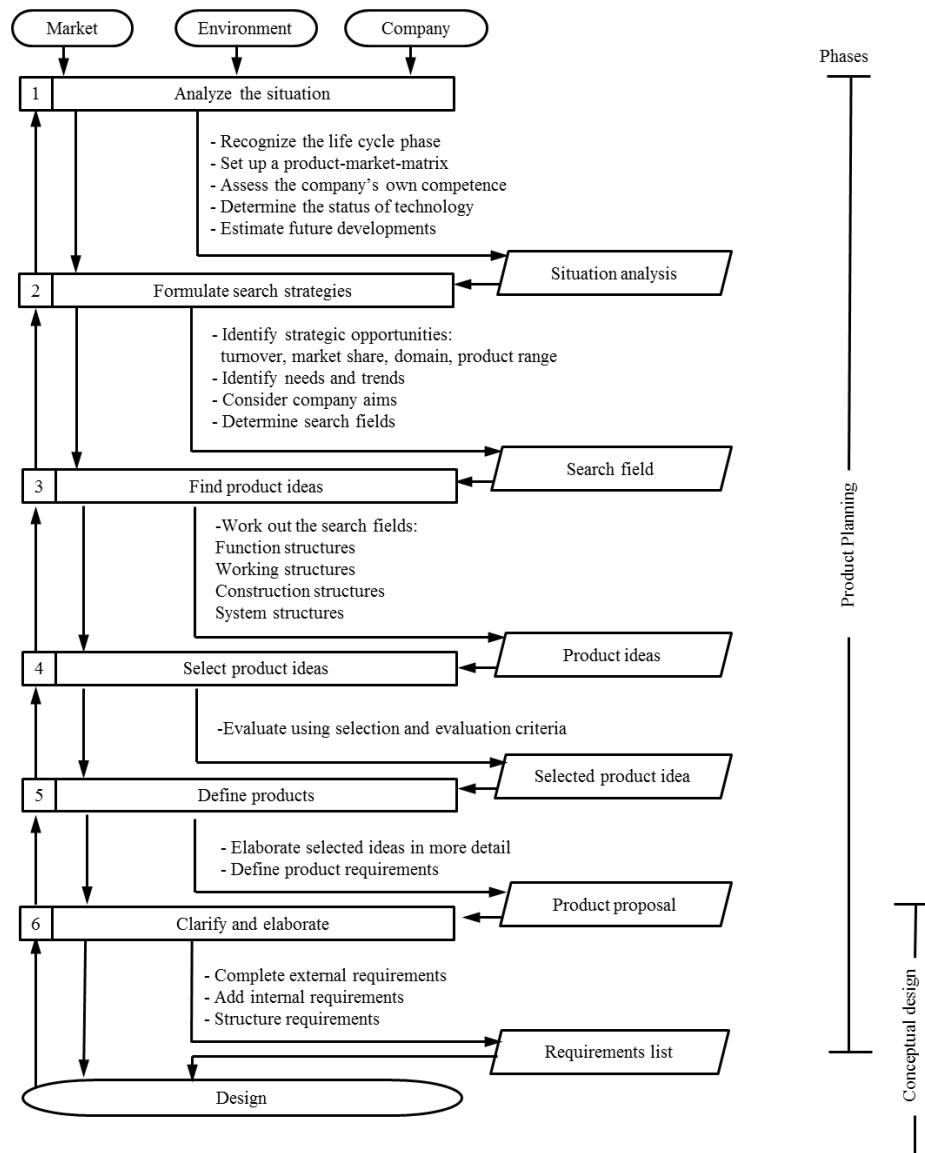 Market
Environment
Company
Phases
1
Analyze the situation
- Recognize the life cycle phase
- Set up a product-market-matrix
- Assess the company's own competence
- Determine the status of technology
- Estimate future developments
Situation analysis
2
Formulate search strategies
- Identify strategic opportunities:
turnover, market share, domain, product range
- Identify needs and trends
- Consider company aims
- Determine search fields
Search field
3
Find product ideas
-Work out the search fields:
Function structures
Working structures
Construction structures
System structures
Product ideas
4
Select product ideas
-Evaluate using selection and evaluation criteria
Selected product idea
5
Define products
- Elaborate selected ideas in more detail
- Define product requirements
Product proposal
6
Clarify and elaborate
- Complete external requirements
- Add internal requirements
- Structure requirements
Requirements list
Design
Product Planning
Conceptual design